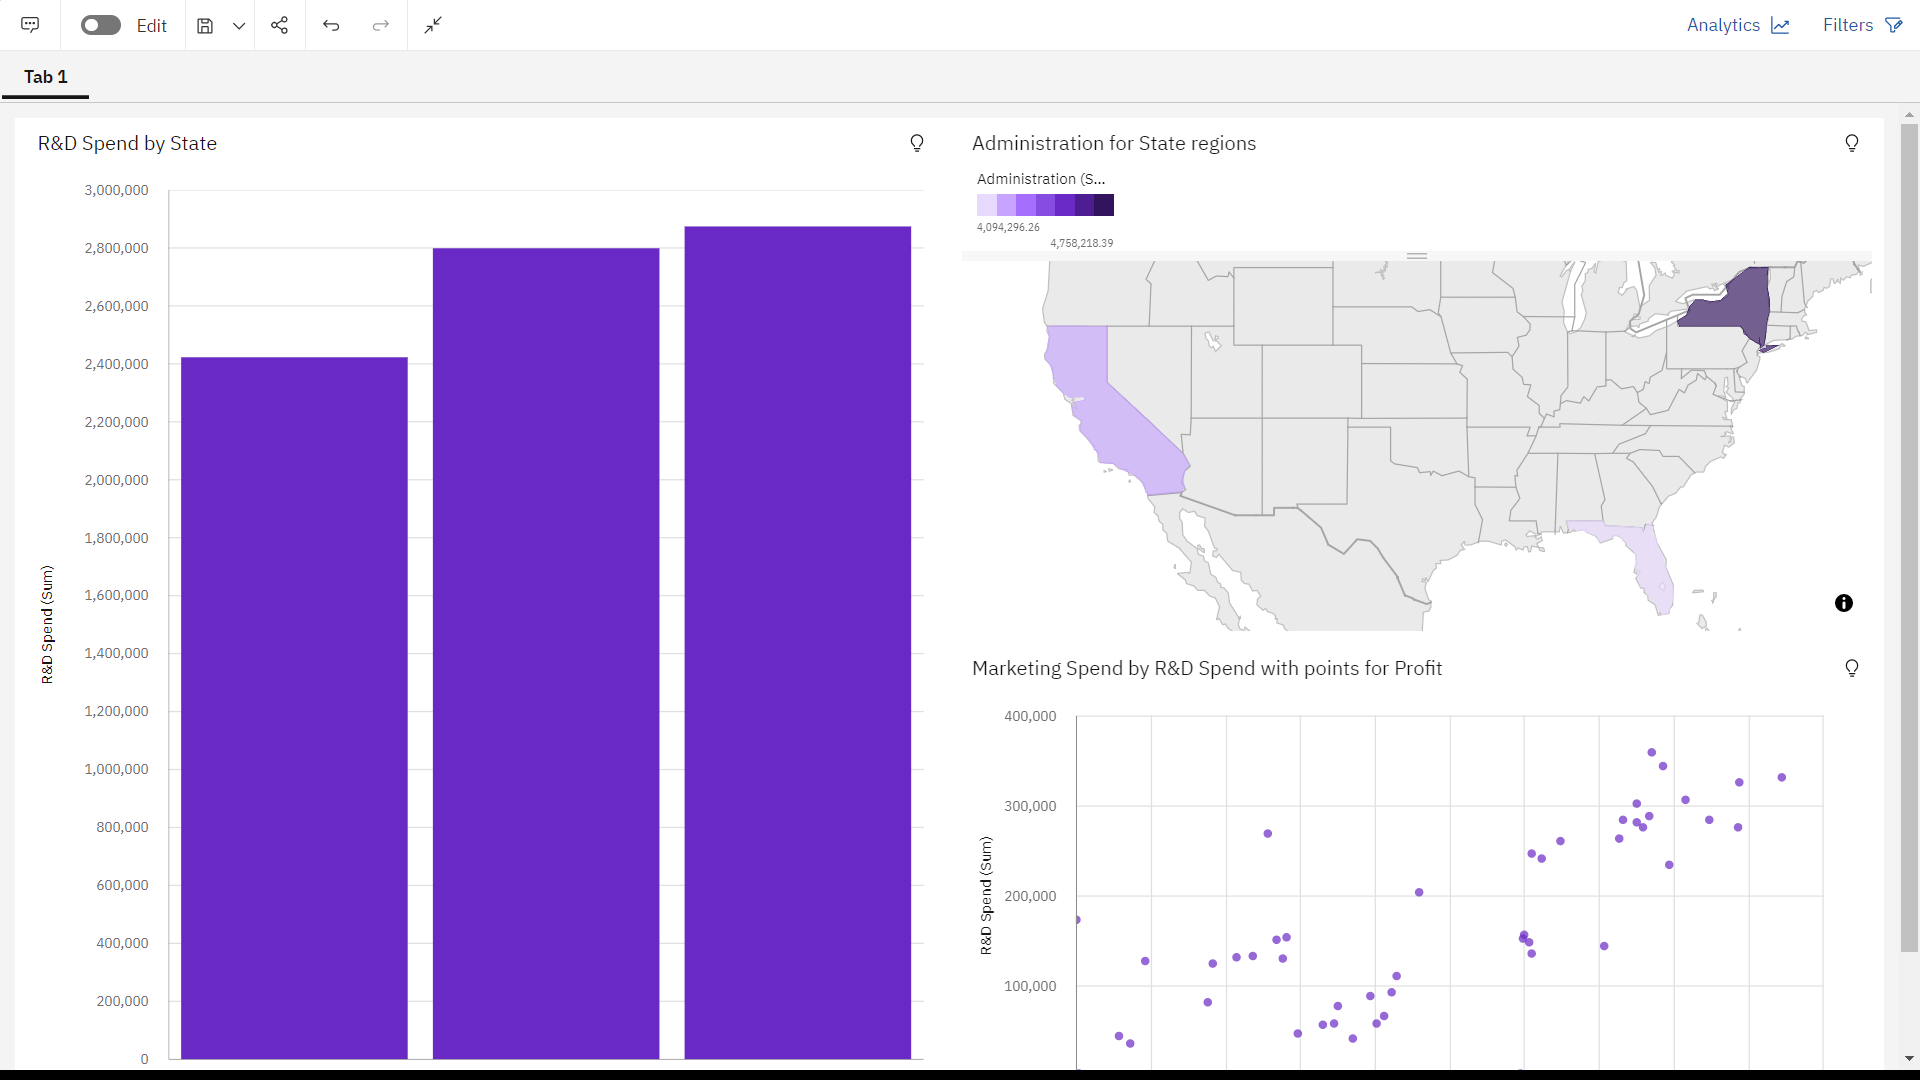 Edit
Analytics
Filters
Tab 1
R&D Spend by State
3,000,000
2,800,000
2,600,000
2,400,000
2,200,000
2,000,000
1,800,000
1,600,000
1,400,000
1,200,000
1,000,000
800,000
600,000
400,000
200,000
0
R&D Spend (Sum)
Administration for State regions
Administration (S...
4,094,296.26
4,758,218.39
Marketing Spend by R&D Spend with points for Profit
400,000
300,000
200,000
100,000
R&D Spend (Sum)